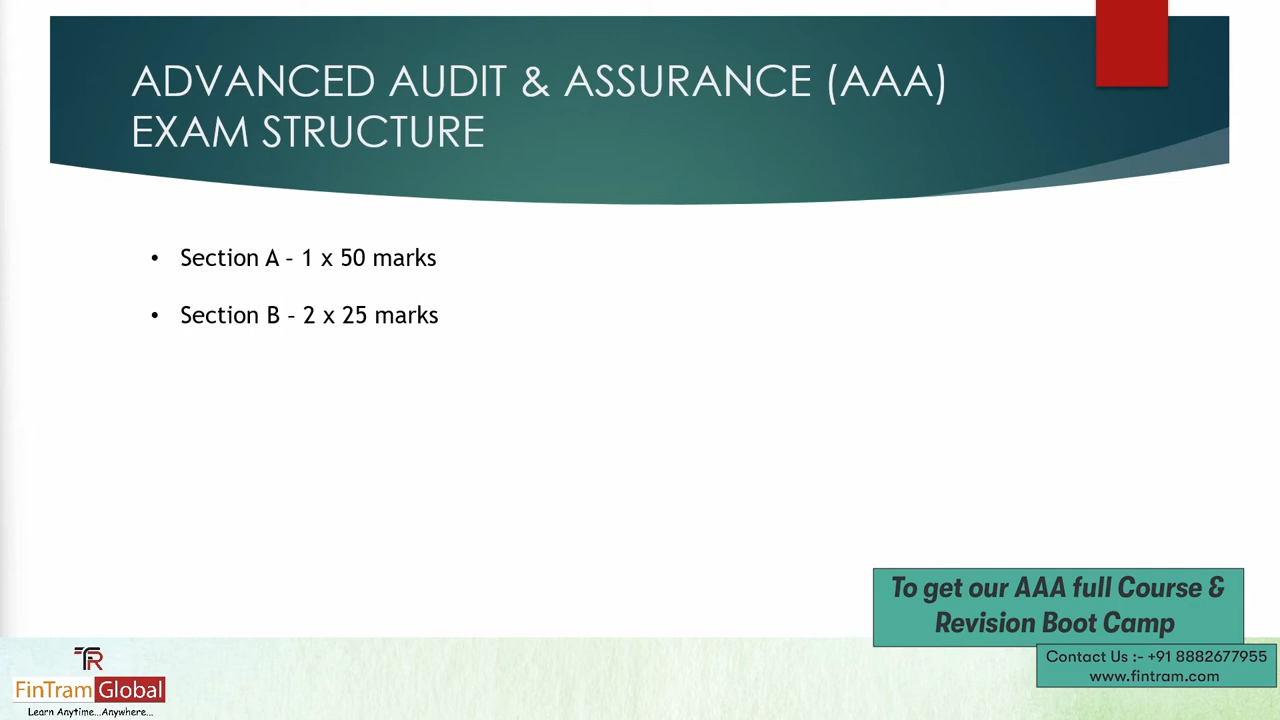 ADVANCED AUDIT & ASSURANCE (AAA)
EXAM STRUCTURE
• Section A – 1 x 50 marks
• Section B – 2 x 25 marks
To get our AAA full Course &
Revision Boot Camp
Contact Us :- +91 8882677955
www.fintram.com
FinTram Global
Learn Anytime...Anywhere...